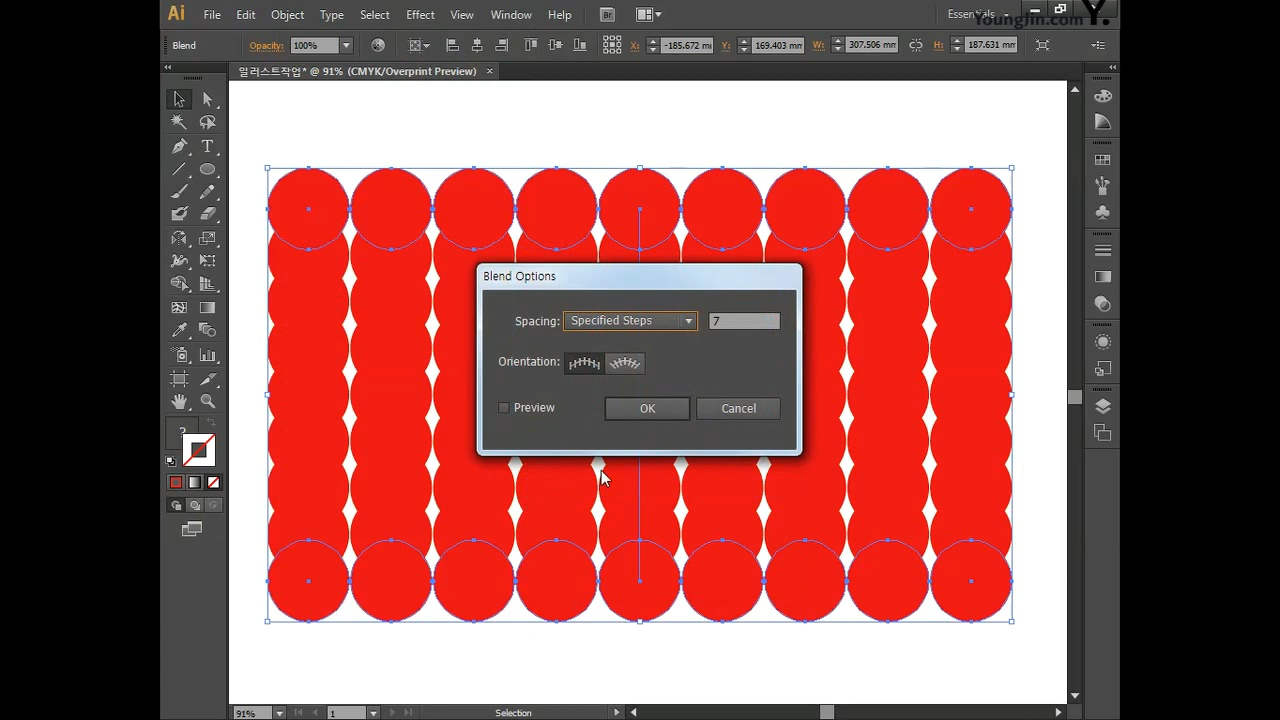 Ai File Edit Object Type Select Effect View Window Help Br Essentials
Youngjin.com Y.
Blend Opacity: 100% X: -185.672 mi Y: 169.403 mm W: 307.506 mm H: 187.631 mm
일러스트작업* @ 91% (CMYK/Overprint Preview) ×
T
Blend Options
Spacing: Specified Steps 7
Orientation:
Preview OK Cancel
?
91% 1 Selection